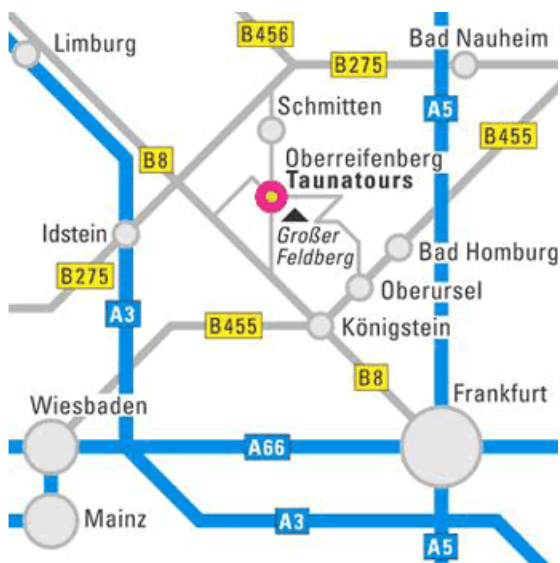 B456
Limburg
Bad Nauheim
B275
Schmitten
A5
B455
B8
Oberreifenberg
Taunatours
Idstein
Großer
Feldberg
Bad Homburg
B275
Oberursel
A3
B455
Königstein
B8
Wiesbaden
Frankfurt
A66
Mainz
A3
A5